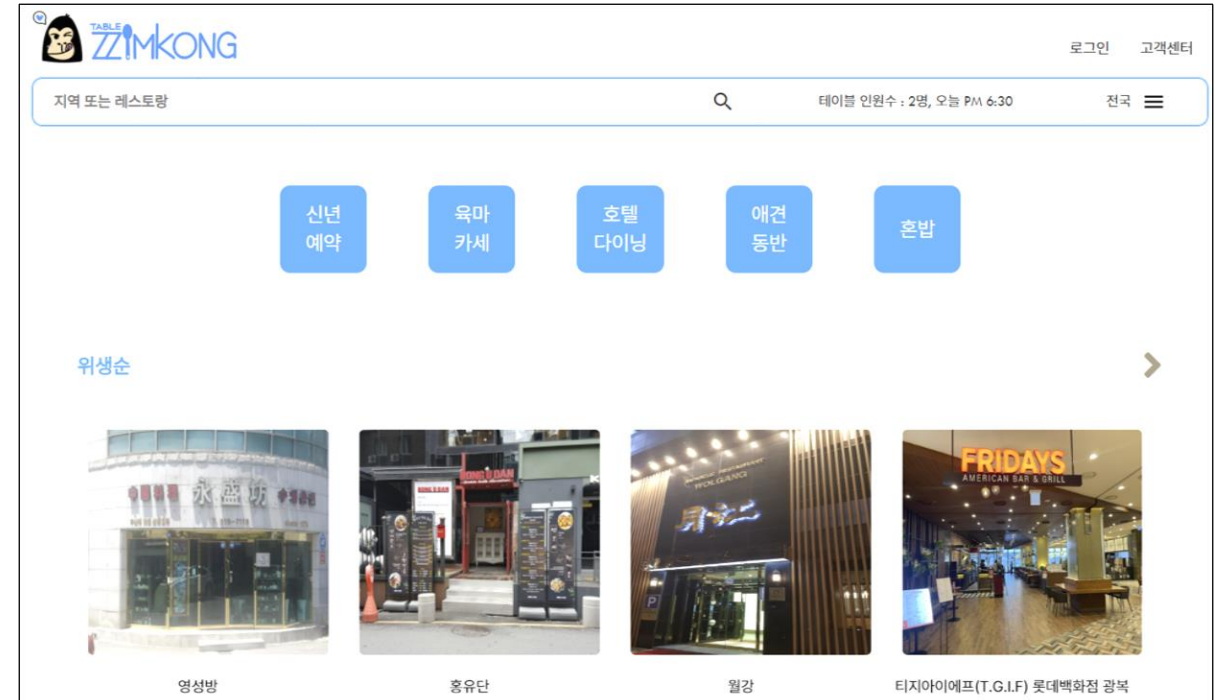 TABLE
ZZIMKONG
로그인 고객센터
지역 또는 레스토랑 테이블 인원수 : 2명, 오늘 PM 6:30 전국
신년
예약
육마
카세
호텔
다이닝
애견
동반
혼밥
위생순
永盛坊
HONG U DAN
WOLGANG
FRIDAYS
AMERICAN BAR & GRILL
영성방 홍유단 월강 티지아이에프(T.G.I.F) 롯데백화점 광복